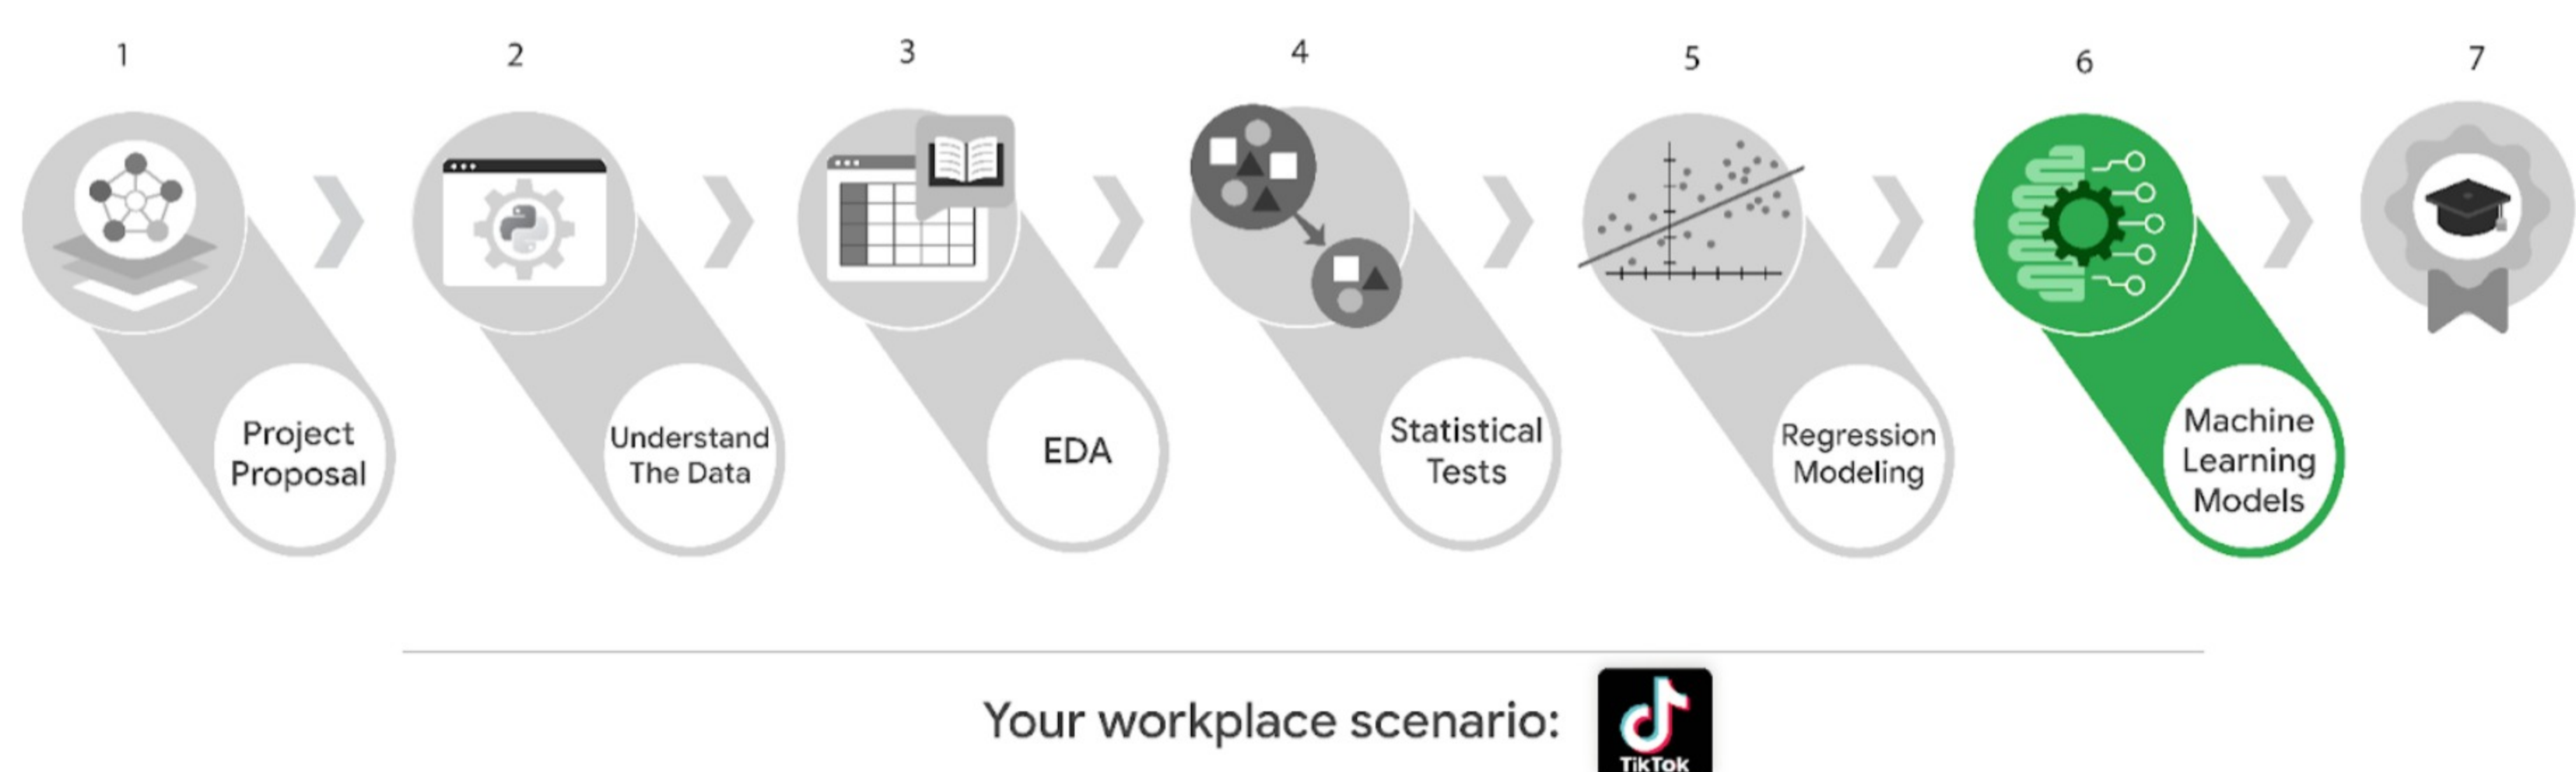 1
2
3
4
5
6
7
Project
Proposal
Understand
The Data
EDA
Statistical
Tests
Regression
Modeling
Machine
Learning
Models
Your workplace scenario:
TikTok